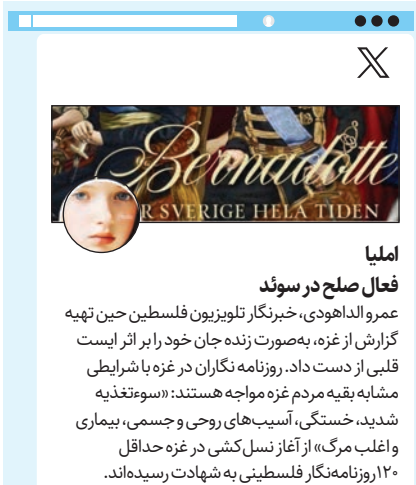 Bernadotte
R SVERIGE HELA TIDEN
املیا
فعال صلح در سوئد
عمرو الداهودی، خبرنگار تلویزیون فلسطین حین تهیه
گزارش از غزه، به‌صورت زنده جان خود را بر اثر ایست
قلبی از دست داد. روزنامه نگاران در غزه با شرایطی
مشابه بقیه مردم غزه مواجه هستند: «سوءتغذیه
شدید، خستگی، آسیب‌های روحی و جسمی، بیماری
و اغلب مرگ» از آغاز نسل‌کشی در غزه حداقل
۱۲۰روزنامه‌نگار فلسطینی به شهادت رسیده‌اند.